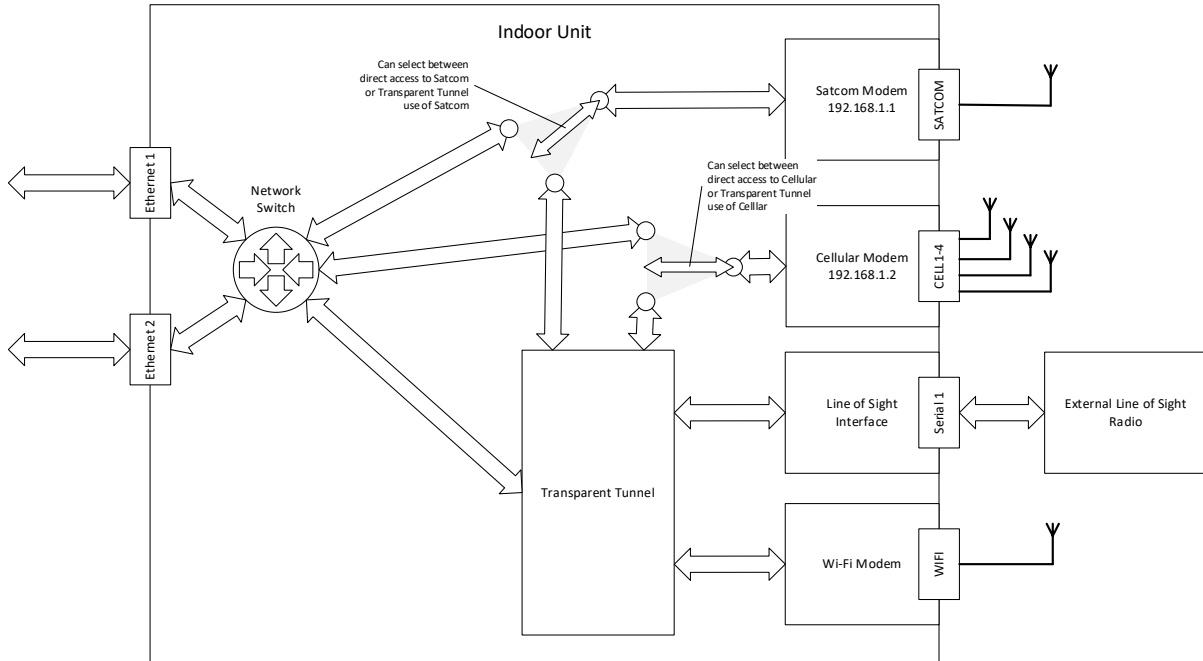 Indoor Unit
Can select between
direct access to Satcom
or Transparent Tunnel
use of Satcom
Satcom Modem
192.168.1.1
SATCOM
Ethernet 1
Network
Switch
Can select between
direct access to Cellular
or Transparent Tunnel
use of Celllar
Cellular Modem
192.168.1.2
CELL1-4
Ethernet 2
Line of Sight
Interface
Serial 1
External Line of Sight
Radio
Transparent Tunnel
Wi-Fi Modem
WIFI